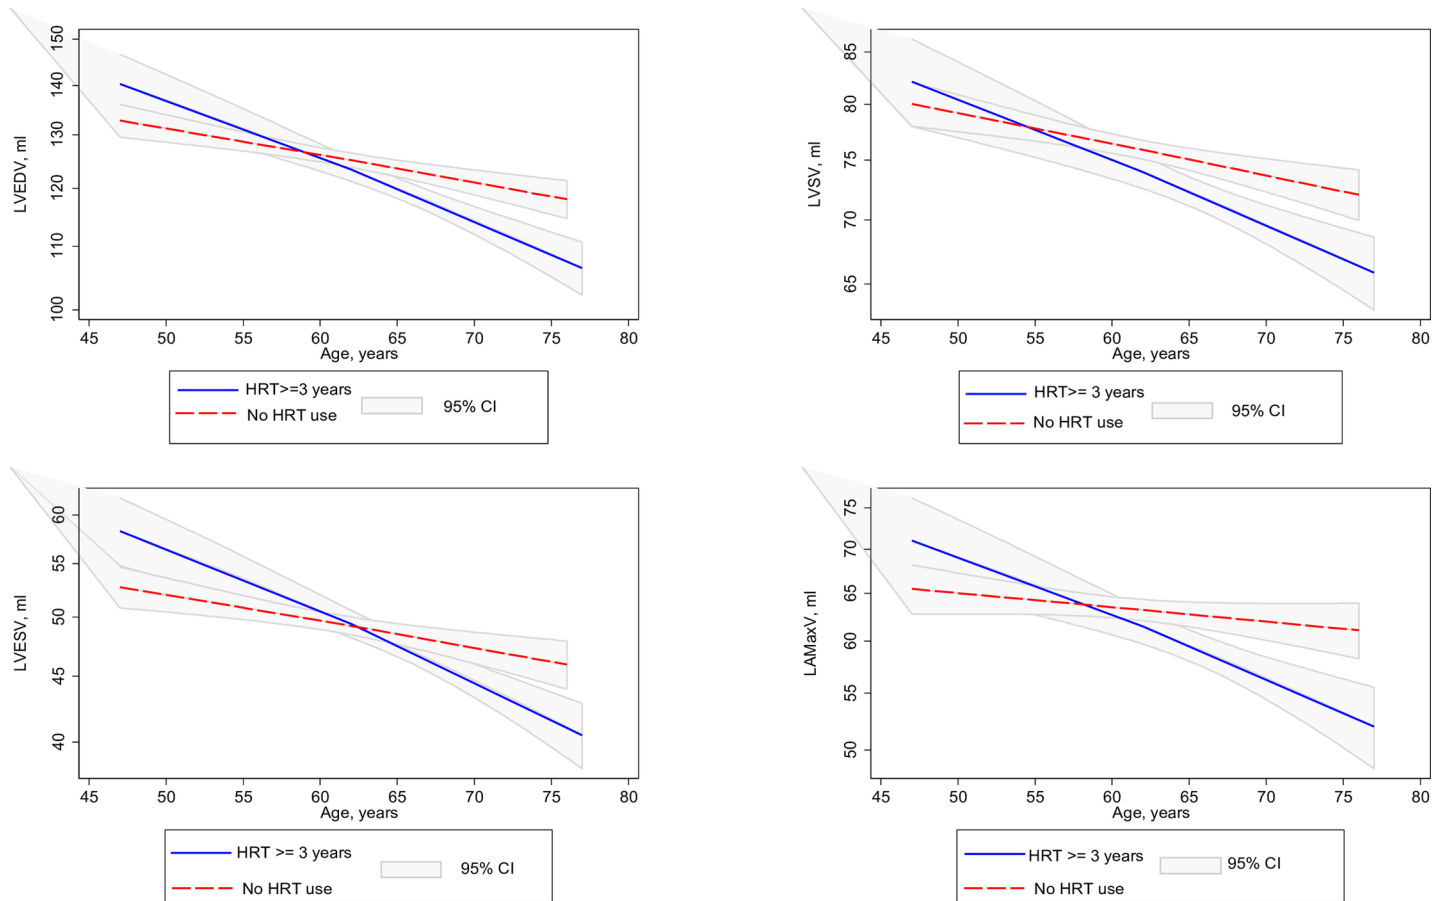 LVEDV, ml
150
140
130
120
110
100
45 50 55 60 65 70 75 80
Age, years
HRT>=3 years
No HRT use
95% CI
LVSV, ml
85
80
75
70
65
45 50 55 60 65 70 75 80
Age, years
HRT>= 3 years
No HRT use
95% CI
LVESV, ml
60
55
50
45
40
45 50 55 60 65 70 75 80
Age, years
HRT >= 3 years
No HRT use
95% CI
LAMaxV, ml
75
70
65
60
55
50
45 50 55 60 65 70 75 80
Age, years
HRT >= 3 years
No HRT use
95% CI